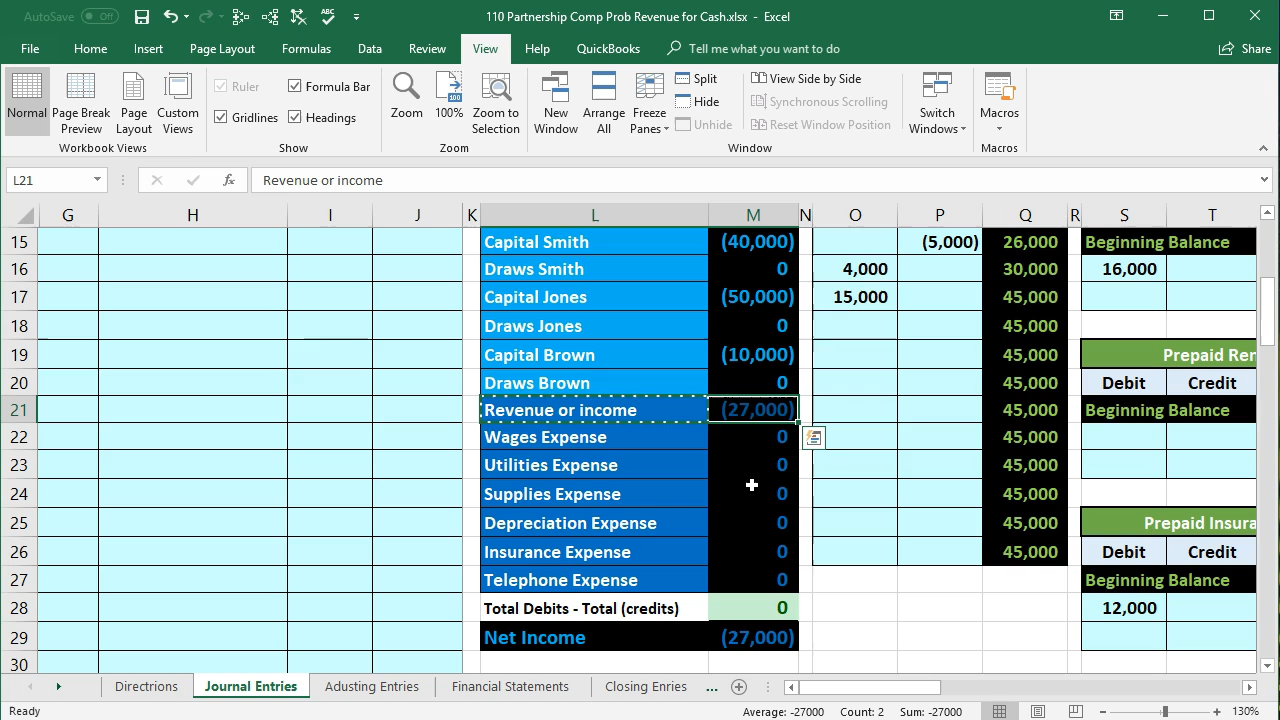 AutoSave Off 110 Partnership Comp Prob Revenue for Cash.xlsx - Excel
File Home Insert Page Layout Formulas Data Review View Help QuickBooks Tell me what you want to do Share
Normal Page Break Preview Page Layout Custom Views
Workbook Views
Ruler Formula Bar
Gridlines Headings
Show
Zoom 100% Zoom to Selection
Zoom
New Window Arrange All Freeze Panes
Split
Hide
Unhide
View Side by Side
Synchronous Scrolling
Reset Window Position
Switch Windows
Window
Macros
Macros
L21 fx Revenue or income
G H I J K L M N O P Q R S T
15 Capital Smith (40,000) (5,000) 26,000 Beginning Balance
16 Draws Smith 0 4,000 30,000 16,000
17 Capital Jones (50,000) 15,000 45,000
18 Draws Jones 0 45,000
19 Capital Brown (10,000) 45,000 Prepaid Ren
20 Draws Brown 0 45,000 Debit Credit
21 Revenue or income (27,000) 45,000 Beginning Balance
22 Wages Expense 0 45,000
23 Utilities Expense 0 45,000
24 Supplies Expense 0 45,000
25 Depreciation Expense 0 45,000 Prepaid Insura
26 Insurance Expense 0 45,000 Debit Credit
27 Telephone Expense 0 Beginning Balance
28 Total Debits - Total (credits) 0 12,000
29 Net Income (27,000)
30
Directions Journal Entries Adusting Entries Financial Statements Closing Enries ...
Ready Average: -27000 Count: 2 Sum: -27000 130%